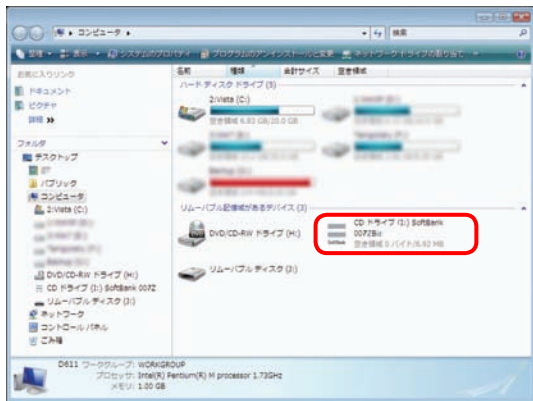 コンピュータ
検索
整理
表示
システムのプロパティ
プログラムのアンインストールと変更
ネットワーク ドライブの割り当て
お気に入りリンク
名前 種類 合計サイズ 空き領域
ハード ディスク ドライブ (5)
ドキュメント
ピクチャ
詳細
2:Vista (C:)
空き領域 6.93 GB/25.0 GB
フォルダ
デスクトップ
パブリック
コンピュータ
2:Vista (C:)
DVD/CD-RW ドライブ (H:)
CD ドライブ (I:) SoftBank 007Z
リムーバブル ディスク (J:)
ネットワーク
コントロール パネル
ごみ箱
リムーバブル記憶域があるデバイス (3)
DVD/CD-RW ドライブ (H:)
CD ドライブ (I:) SoftBank
007ZBiz
空き領域 0 バイト/6.92 MB
リムーバブル ディスク (J:)
D611 ワークグループ: WORKGROUP
プロセッサ: Intel(R) Pentium(R) M processor 1.73GHz
メモリ: 1.00 GB